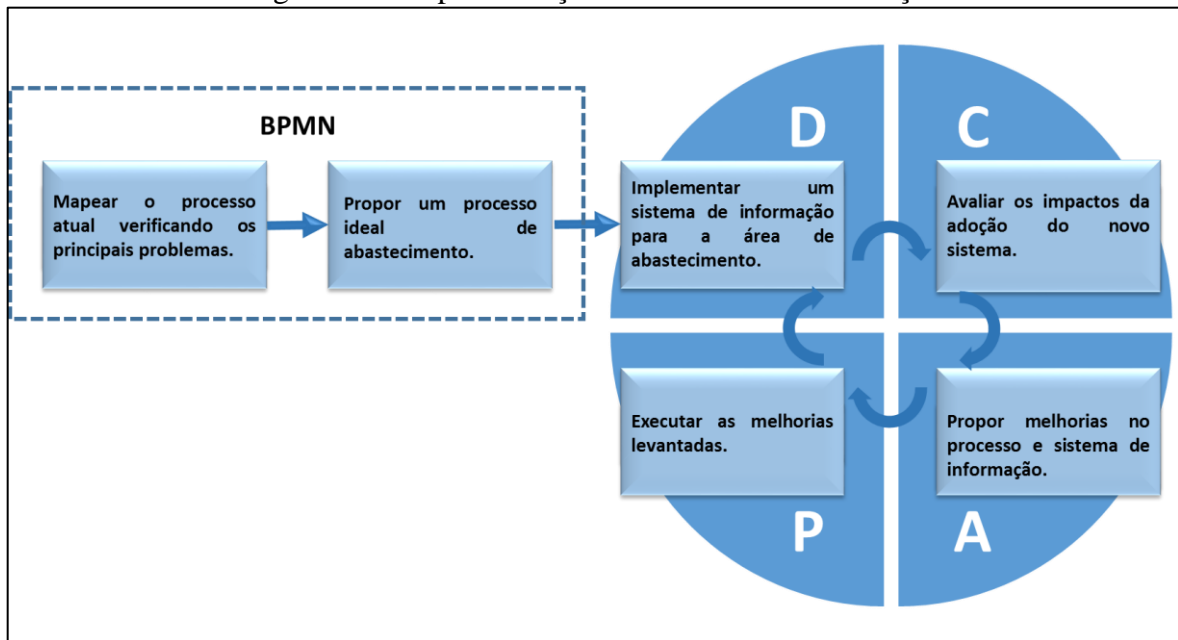 BPMN
Mapear o processo
atual verificando os
principais problemas.
Propor um processo
ideal de
abastecimento.
D
Implementar um
sistema de informação
para a área de
abastecimento.
C
Avaliar os impactos da
adoção do novo
sistema.
Executar as melhorias
levantadas.
P
Propor melhorias no
processo e sistema de
informação.
A